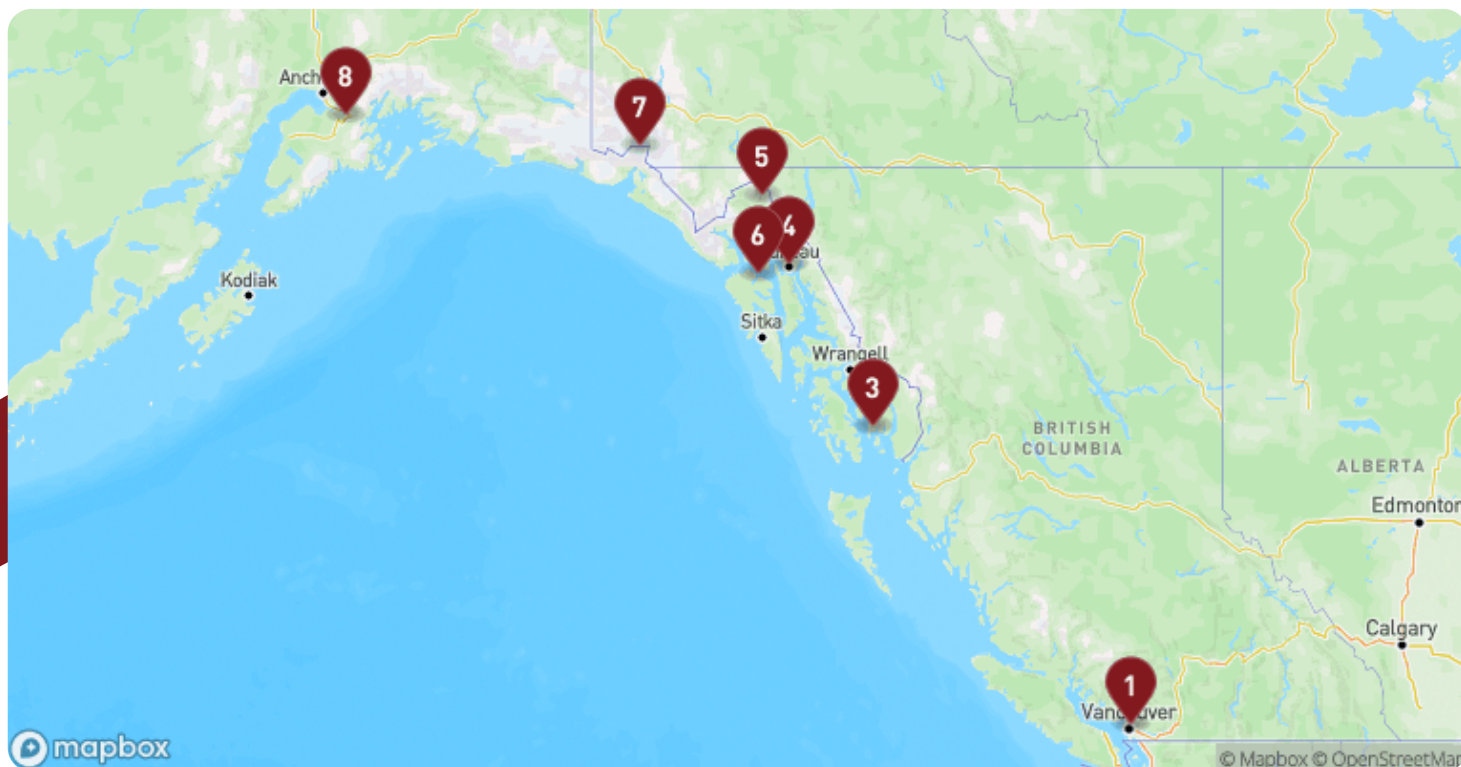 8
Anch
7
5
4
6
eau
Kodiak
Sitka
Wrangell
3
BRITISH
COLUMBIA
ALBERTA
Edmonton
Calgary
1
Vancouver
mapbox
© Mapbox © OpenStreetMap